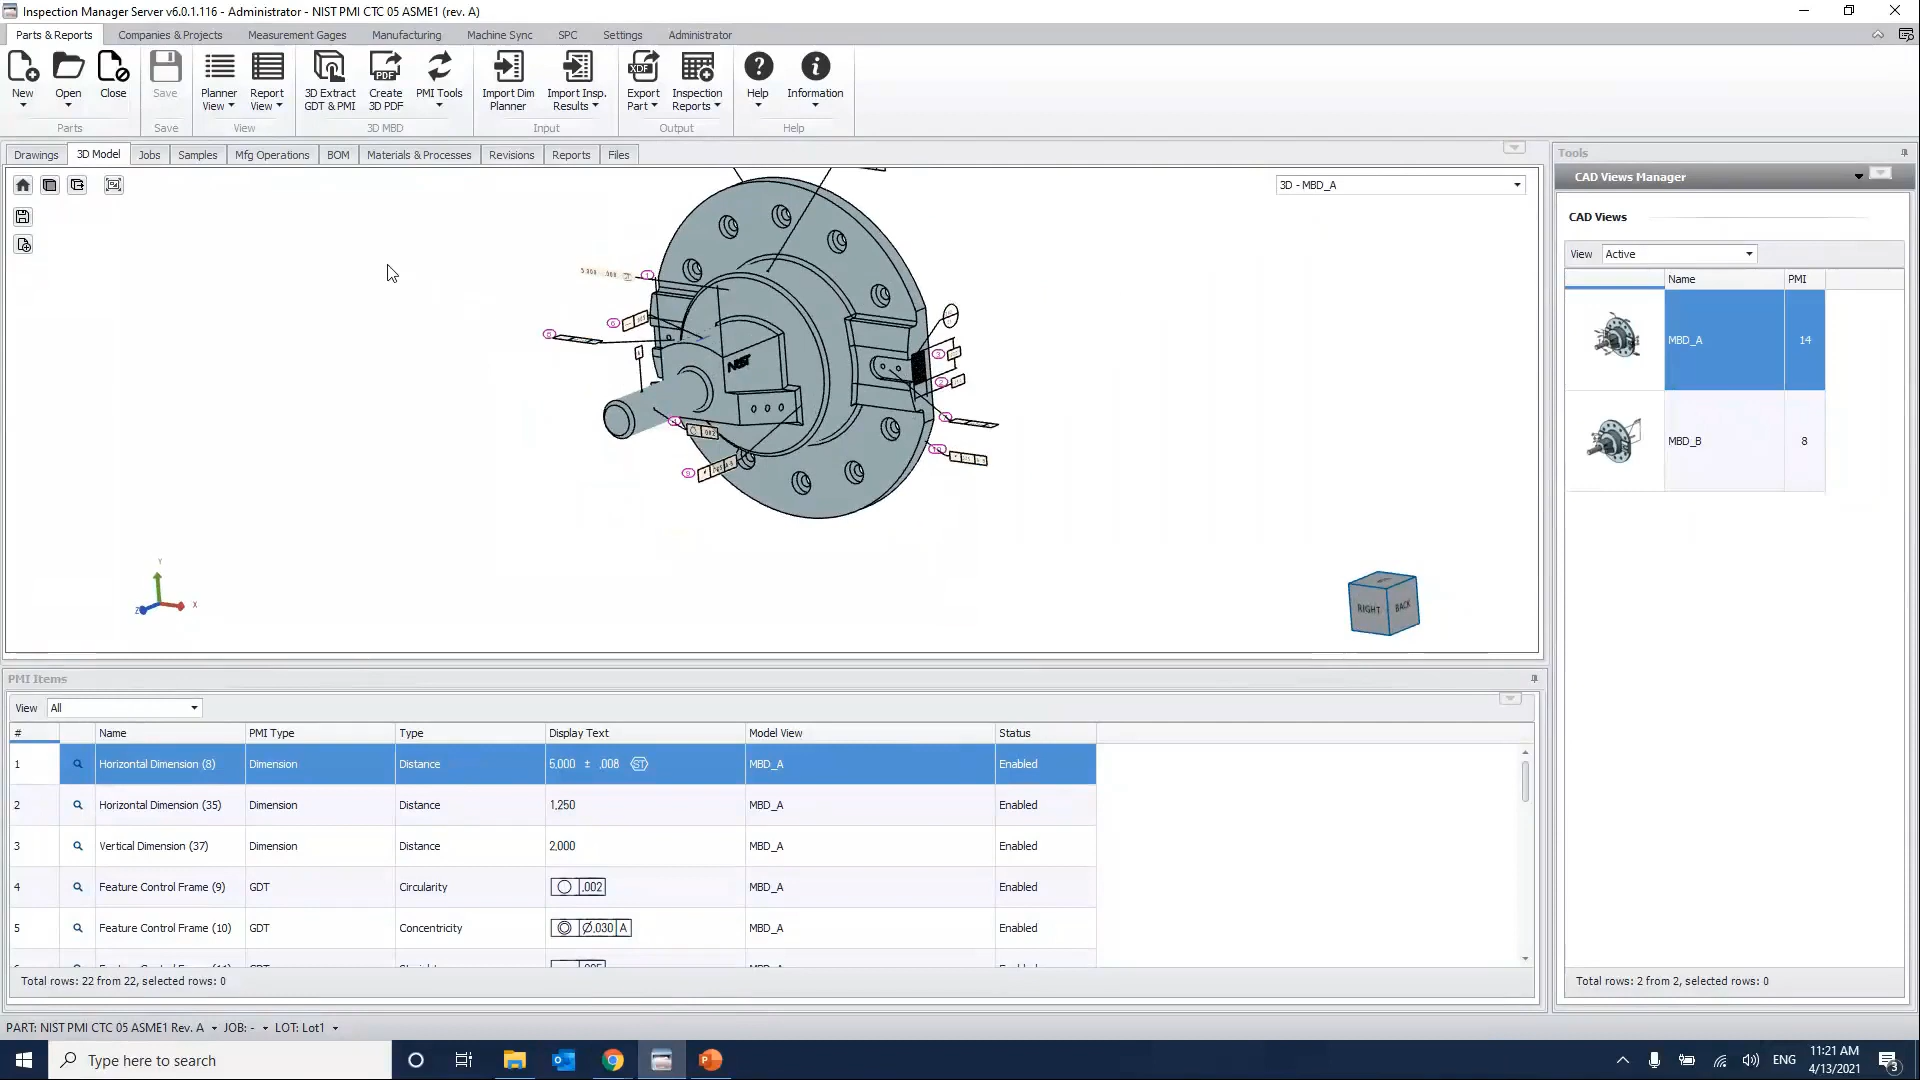 Inspection Manager Server v6.0.1.116 - Administrator - NIST PMI CTC 05 ASME1 (rev. A)
Parts & Reports Companies & Projects Measurement Gages Manufacturing Machine Sync SPC Settings Administrator
New Open Close Save Planner View Report View 3D Extract GDT & PMI Create 3D PDF PMI Tools Import Dim Planner Import Insp. Results Export Part Inspection Reports Help Information
Parts Save View 3D MBD Input Output Help
Drawings 3D Model Jobs Samples Mfg Operations BOM Materials & Processes Revisions Reports Files
3D - MBD_A
NIST
RIGHT BACK
Y
Z X
Tools
CAD Views Manager
CAD Views
View Active
Name PMI
MBD_A 14
MBD_B 8
Total rows: 2 from 2, selected rows: 0
PMI Items
View All
# Name PMI Type Type Display Text Model View Status
1 Horizontal Dimension (8) Dimension Distance 5.000 ± .008 ST MBD_A Enabled
2 Horizontal Dimension (35) Dimension Distance 1.250 MBD_A Enabled
3 Vertical Dimension (37) Dimension Distance 2.000 MBD_A Enabled
4 Feature Control Frame (9) GDT Circularity ○ .002 MBD_A Enabled
5 Feature Control Frame (10) GDT Concentricity ◎ Ø.030 A MBD_A Enabled
Total rows: 22 from 22, selected rows: 0
PART: NIST PMI CTC 05 ASME1 Rev. A JOB: - LOT: Lot1
Type here to search
ENG
11:21 AM
4/13/2021
3